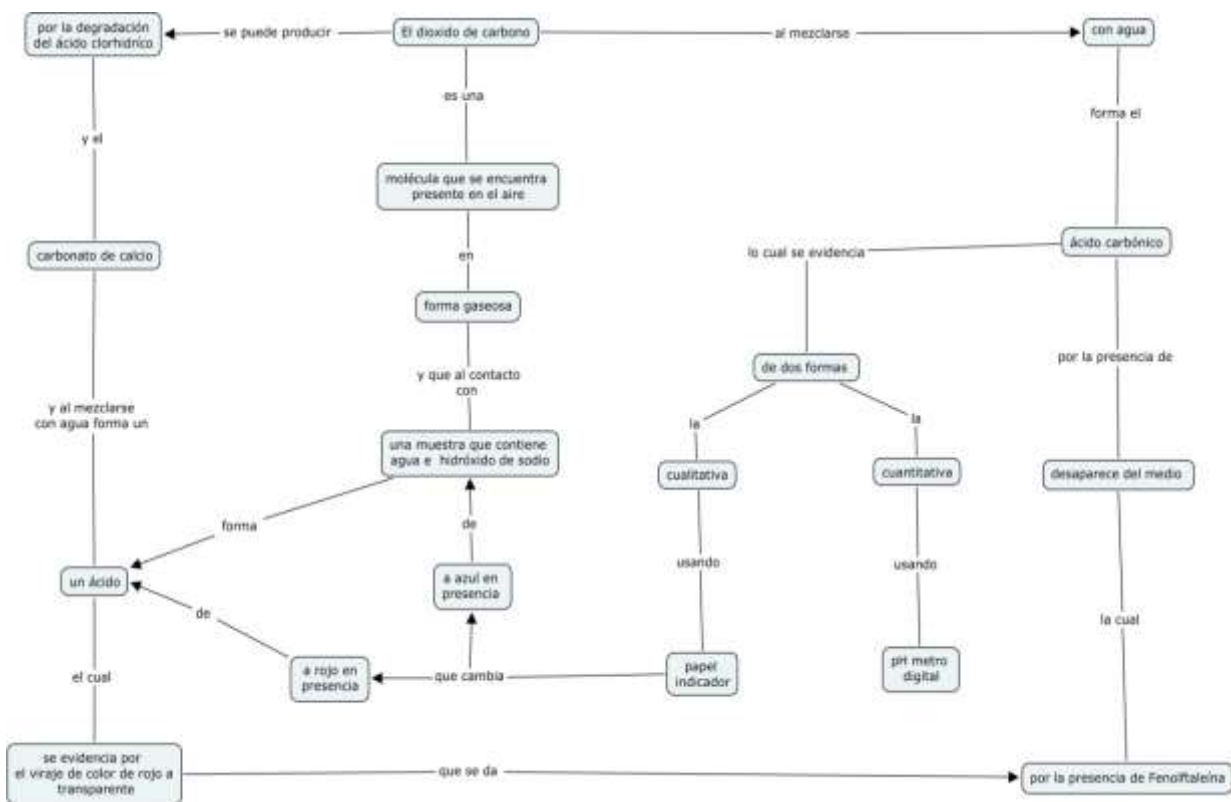 por la degradación
del ácido clorhidríco
se puede producir
El dioxido de carbono
al mezclarse
con agua
es una
forma el
y el
molécula que se encuentra
presente en el aire
carbonato de calcio
en
ácido carbónico
lo cual se evidencia
forma gaseosa
por la presencia de
de dos formas
y que al contacto
con
y al mezclarse
con agua forma un
una muestra que contiene
agua e hidróxido de sodio
la
la
cualitativa
cuantitativa
desaparece del medio
forma
de
usando
usando
un ácido
a azul en
presencia
de
la cual
el cual
a rojo en
presencia
que cambia
papel
indicador
pH metro
digital
se evidencia por
el viraje de color de rojo a
transparente
que se da
por la presencia de Fenolftaleína